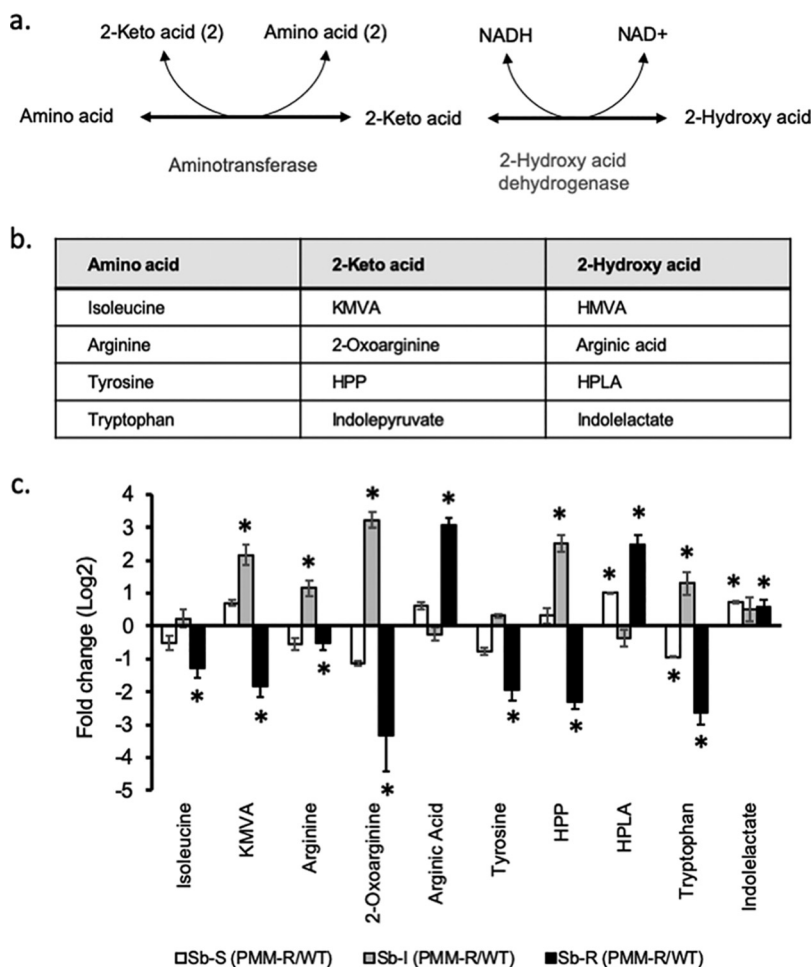 a.
2-Keto acid (2) Amino acid (2) NADH NAD+
Amino acid 2-Keto acid 2-Hydroxy acid
Aminotransferase 2-Hydroxy acid
dehydrogenase
b.
Amino acid 2-Keto acid 2-Hydroxy acid
Isoleucine KMVA HMVA
Arginine 2-Oxoarginine Arginic acid
Tyrosine HPP HPLA
Tryptophan Indolepyruvate Indolelactate
c.
Fold change (Log2)
4
3
2
1
0
-1
-2
-3
-4
-5
* * * * * * * * * * *
* * * * * * *
Isoleucine
KMVA
Arginine
2-Oxoarginine
Arginic Acid
Tyrosine
HPP
HPLA
Tryptophan
Indolelactate
Sb-S (PMM-R/WT) Sb-I (PMM-R/WT) Sb-R (PMM-R/WT)